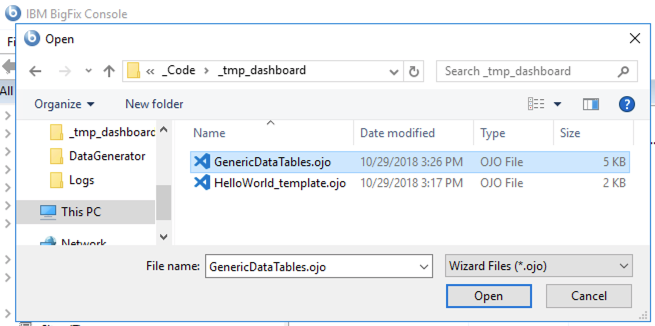 IBM BigFix Console
Fi
Open
« _Code > _tmp_dashboard
Search _tmp_dashboard
All
Organize
New folder
?
_tmp_dashboard
Name
Date modified
Type
Size
GenericDataTables.ojo
10/29/2018 3:26 PM
OJO File
5 KB
DataGenerator
HelloWorld_template.ojo
10/29/2018 3:17 PM
OJO File
2 KB
Logs
This PC
Network
File name:
GenericDataTables.ojo
Wizard Files (*.ojo)
Open
Cancel